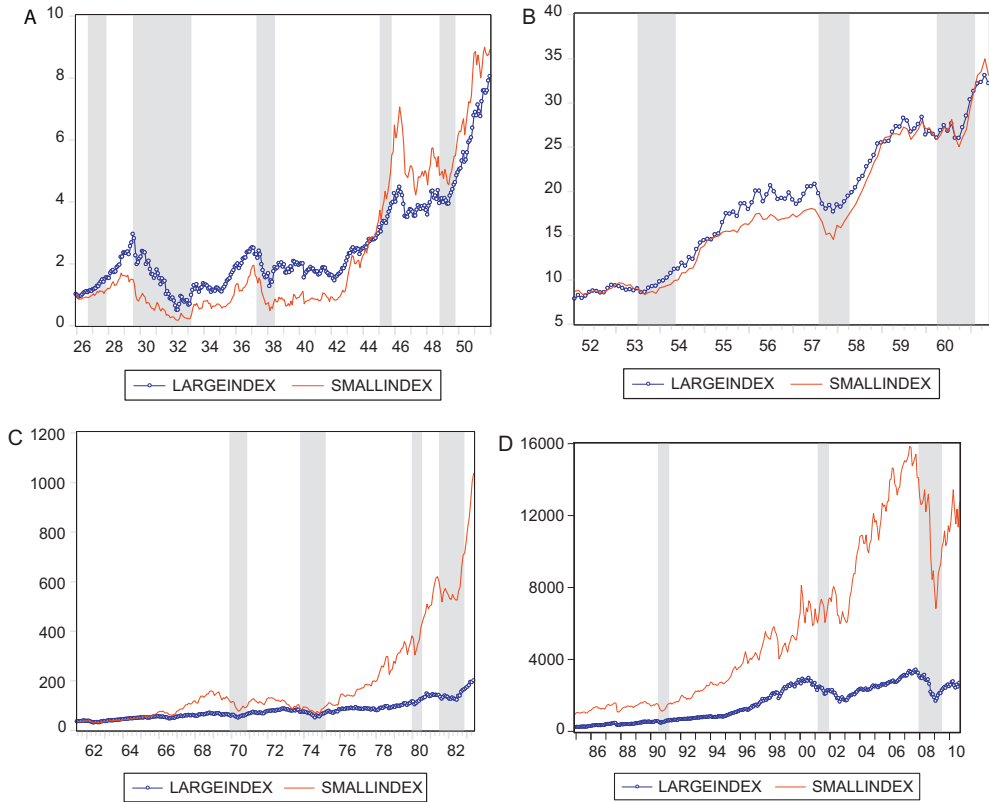 A
10
8
6
4
2
0
26 28 30 32 34 36 38 40 42 44 46 48 50
LARGEINDEX SMALLINDEX
B
40
35
30
25
20
15
10
5
52 53 54 55 56 57 58 59 60
LARGEINDEX SMALLINDEX
C
1200
1000
800
600
400
200
0
62 64 66 68 70 72 74 76 78 80 82
LARGEINDEX SMALLINDEX
D
16000
12000
8000
4000
0
86 88 90 92 94 95 96 98 00 01 02 04 06 08 10
LARGEINDEX SMALLINDEX